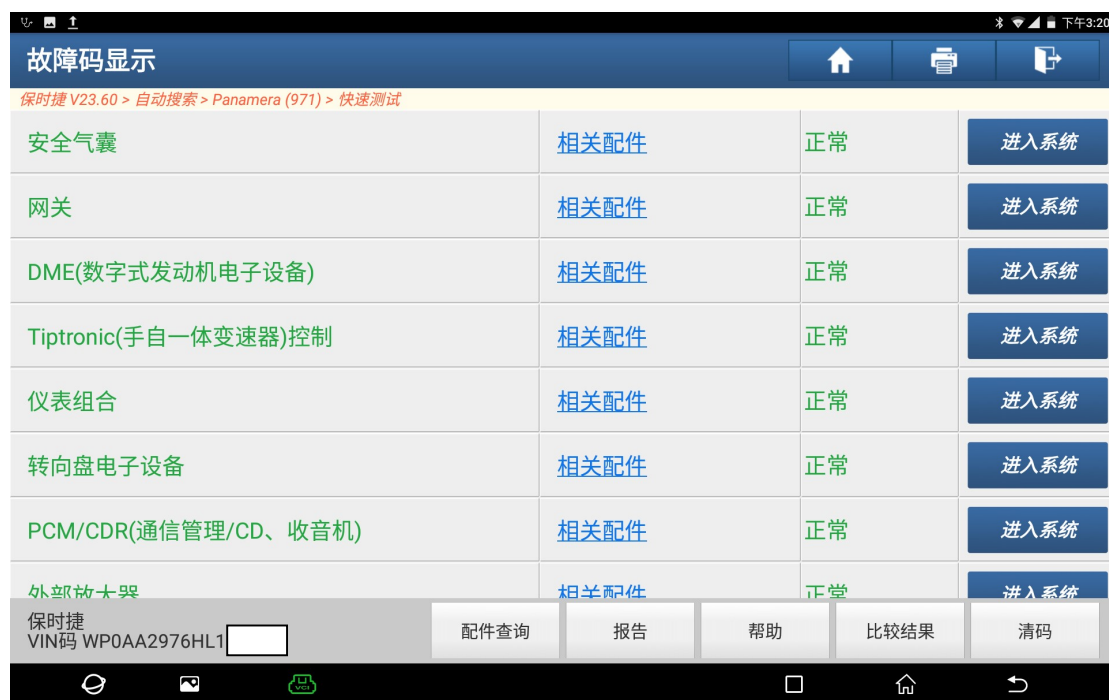 下午3:20
故障码显示
保时捷 V23.60 > 自动搜索 > Panamera (971) > 快速测试
安全气囊 相关配件 正常 进入系统
网关 相关配件 正常 进入系统
DME(数字式发动机电子设备) 相关配件 正常 进入系统
Tiptronic(手自一体变速器)控制 相关配件 正常 进入系统
仪表组合 相关配件 正常 进入系统
转向盘电子设备 相关配件 正常 进入系统
PCM/CDR(通信管理/CD、收音机) 相关配件 正常 进入系统
外部放大器 相关配件 正常 进入系统
保时捷
VIN码 WP0AA2976HL1
配件查询 报告 帮助 比较结果 清码
VCI